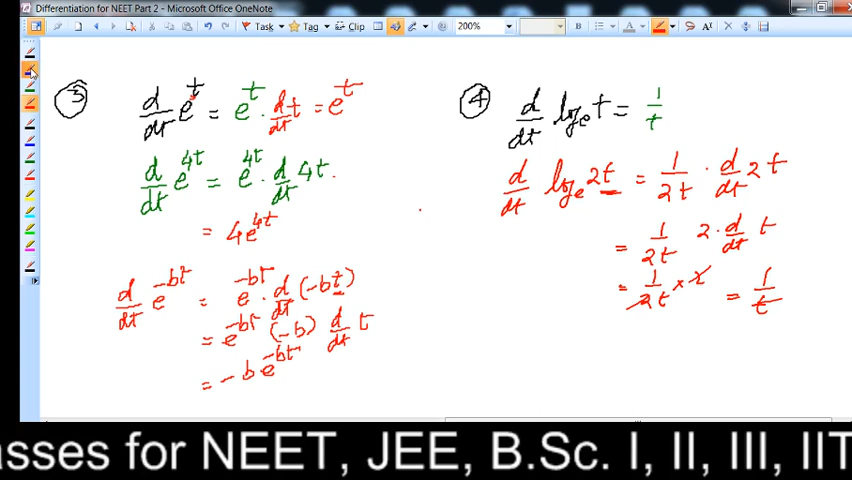 Differentiation for NEET Part 2 - Microsoft Office OneNote
Task
Tag
Clip
200%
B
③ d/dt e^t = e^t · d/dt t = e^t
d/dt e^4t = e^4t · d/dt 4t ·
= 4e^4t
d/dt e^-bt = e^-bt · d/dt (-bt)
= e^-bt (-b) d/dt t
= -b e^-bt
④ d/dt logₑ t = 1/t
d/dt logₑ 2t = 1/2t · d/dt 2t
= 1/2t 2 · d/dt t
= 1/2t × 2 = 1/t
asses for NEET, JEE, B.Sc. I, II, III, IIT